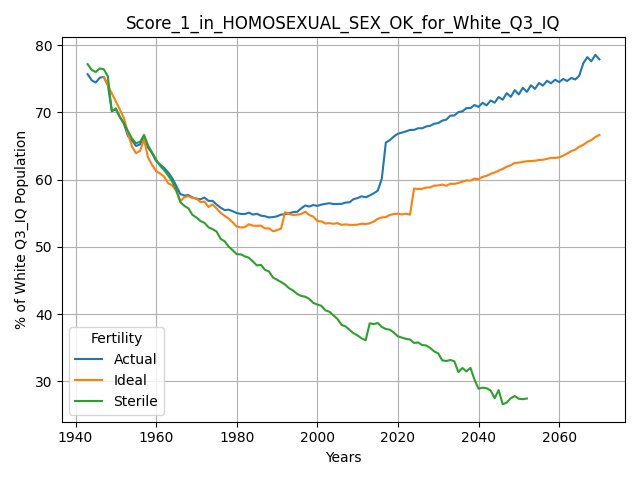 Score_1_in_HOMOSEXUAL_SEX_OK_for_White_Q3_IQ
% of White Q3_IQ Population
80
70
60
50
40
30
Fertility
Actual
Ideal
Sterile
1940 1960 1980 2000 2020 2040 2060
Years